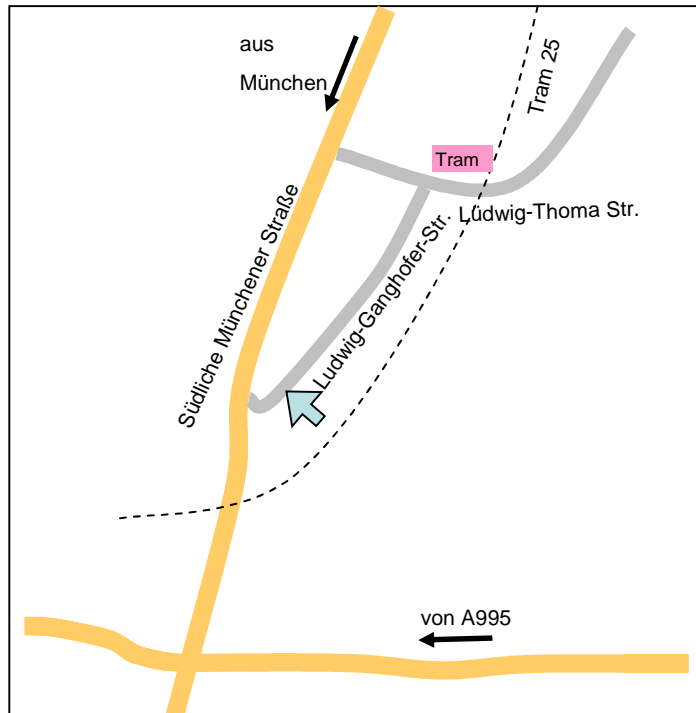 aus
München
Tram 25
Tram
Ludwig-Thoma Str.
Südliche Münchener Straße
Ludwig-Ganghofer-Str.
von A995